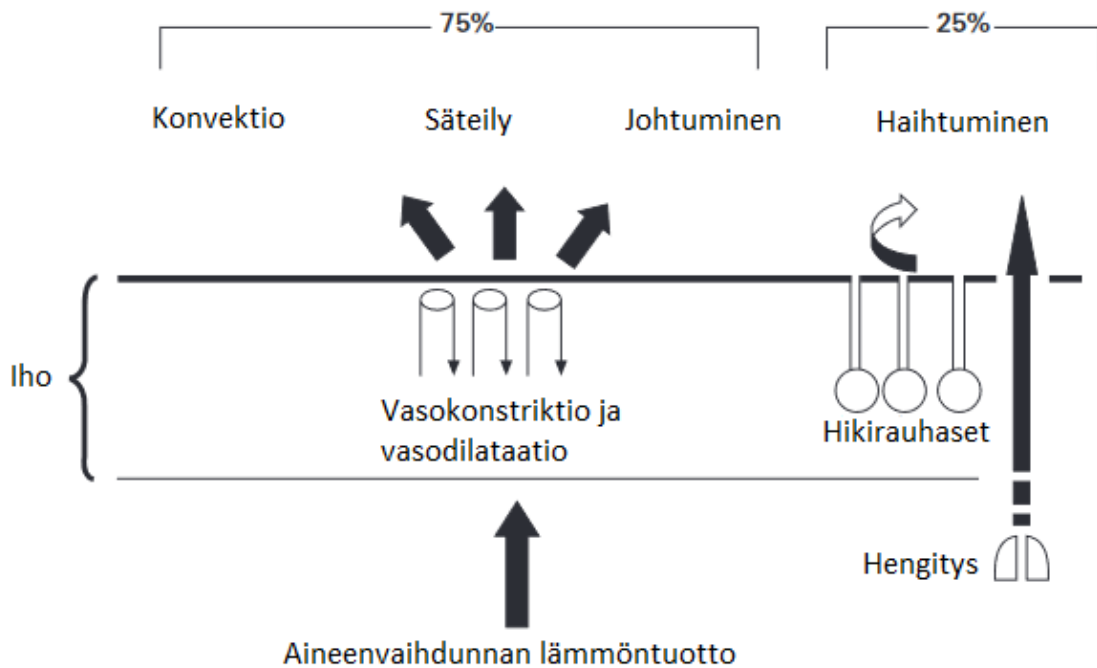 75%
25%
Konvektio
Säteily
Johtuminen
Haihtuminen
Iho
Vasokonstriktio ja
vasodilataatio
Hikirauhaset
Hengitys
Aineenvaihdunnan lämmöntuotto